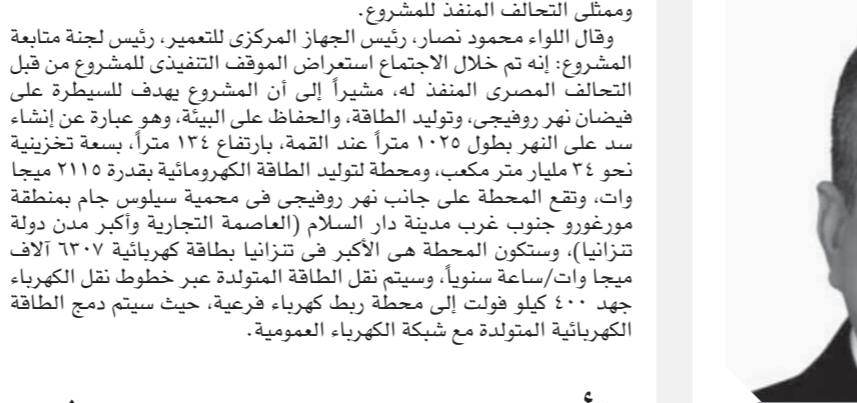 وممثلى التحالف المنفذ للمشروع.
وقال اللواء محمود نصار، رئيس الجهاز المركزى للتعمير، رئيس لجنة متابعة
المشروع: إنه تم خلال الاجتماع استعراض الموقف التنفيذى للمشروع من قبل
التحالف المصرى المنفذ له، مشيراً إلى أن المشروع يهدف للسيطرة على
فيضان نهر روفيجى، وتوليد الطاقة، والحفاظ على البيئة، وهو عبارة عن إنشاء
سد على النهر بطول ١٠٢٥ متراً عند القمة، بارتفاع ١٣٤ متراً، بسعة تخزينية
نحو ٣٤ مليار متر مكعب، ومحطة لتوليد الطاقة الكهرومائية بقدرة ٢١١٥ ميجا
وات، وتقع المحطة على جانب نهر روفيجى فى محمية سيلوس جام بمنطقة
مورغورو جنوب غرب مدينة دار السلام (العاصمة التجارية وأكبر مدن دولة
تنزانيا)، وستكون المحطة هى الأكبر فى تنزانيا بطاقة كهربائية ٦٣٠٧ آلاف
ميجا وات/ساعة سنوياً، وسيتم نقل الطاقة المتولدة عبر خطوط نقل الكهرباء
جهد ٤٠٠ كيلو فولت إلى محطة ربط كهرباء فرعية، حيث سيتم دمج الطاقة
الكهربائية المتولدة مع شبكة الكهرباء العمومية.